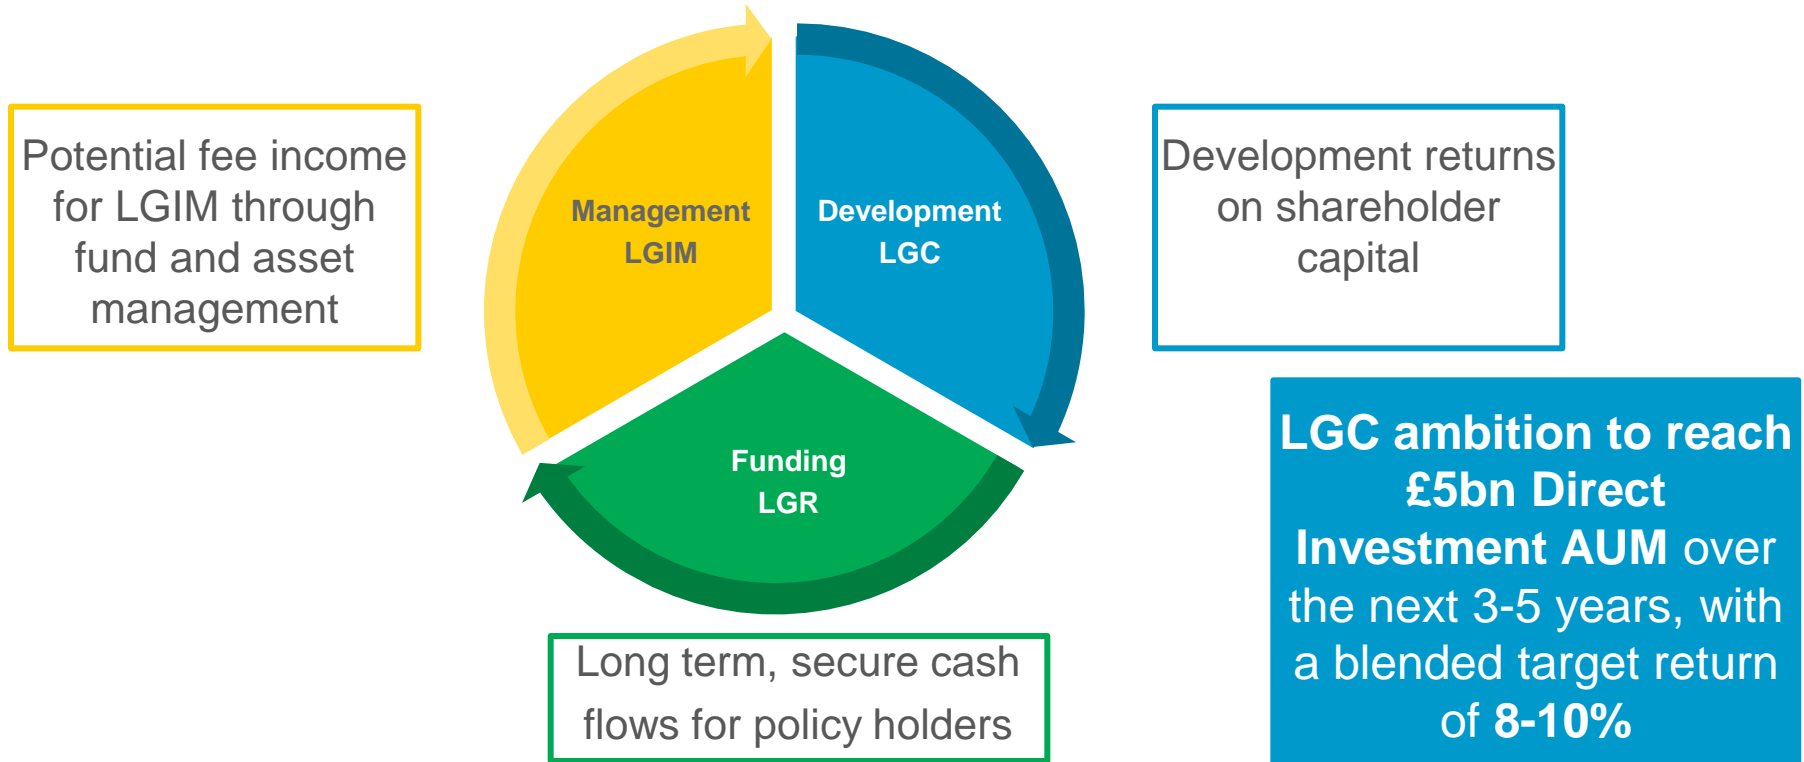 Potential fee income
for LGIM through
fund and asset
management
Management
LGIM
Development
LGC
Development returns
on shareholder
capital
Funding
LGR
Long term, secure cash
flows for policy holders
LGC ambition to reach
£5bn Direct
Investment AUM over
the next 3-5 years, with
a blended target return
of 8-10%